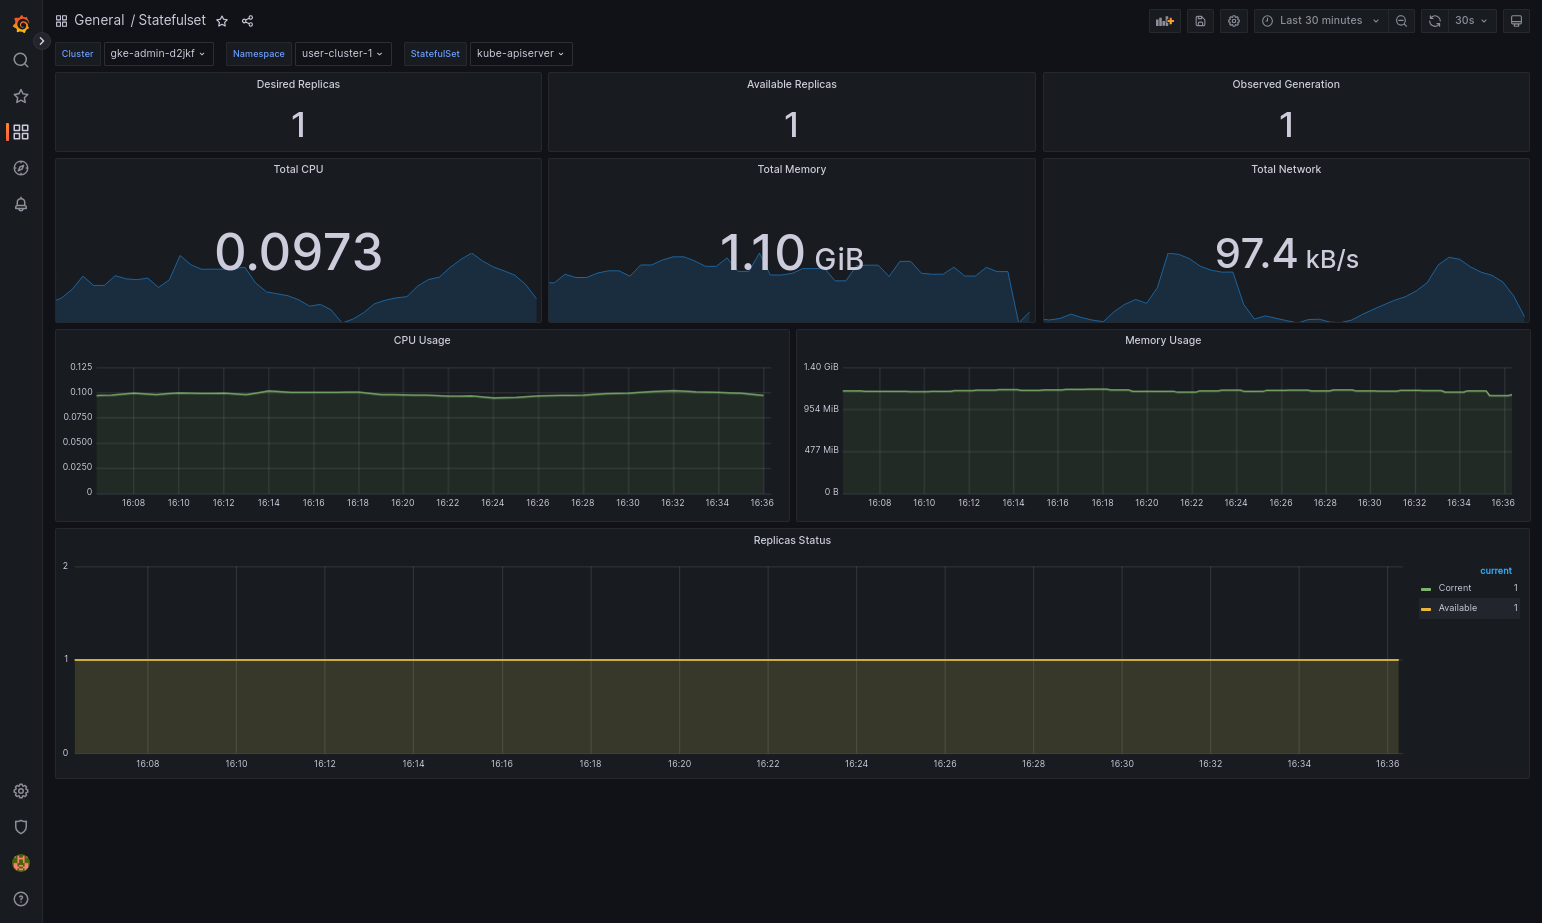 General / Statefulset
Last 30 minutes
30s
Cluster gke-admin-d2jkf Namespace user-cluster-1 StatefulSet kube-apiserver
Desired Replicas
1
Available Replicas
1
Observed Generation
1
Total CPU
0.0973
Total Memory
1.10 GiB
Total Network
97.4 kB/s
CPU Usage
0.125
0.100
0.0750
0.0500
0.0250
0
16:08 16:10 16:12 16:14 16:16 16:18 16:20 16:22 16:24 16:26 16:28 16:30 16:32 16:34 16:36
Memory Usage
1.40 GiB
954 MiB
477 MiB
0 B
16:08 16:10 16:12 16:14 16:16 16:18 16:20 16:22 16:24 16:26 16:28 16:30 16:32 16:34 16:36
Replicas Status
2
1
0
16:08 16:10 16:12 16:14 16:16 16:18 16:20 16:22 16:24 16:26 16:28 16:30 16:32 16:34 16:36
current
Current 1
Available 1